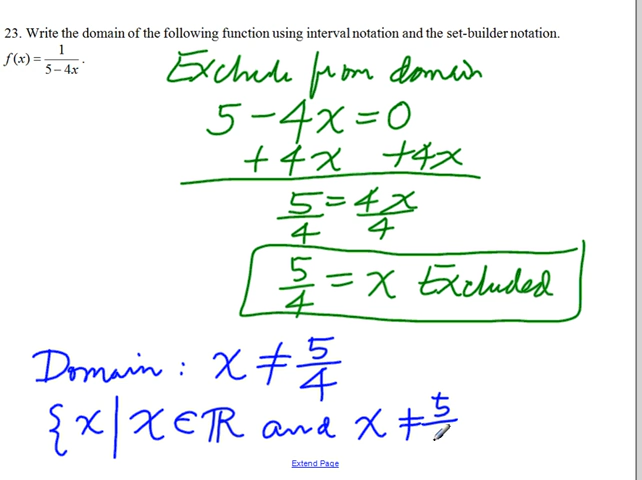 23. Write the domain of the following function using interval notation and the set-builder notation.
f(x) = 1/(5 – 4x).
Exclude from domain
5 - 4x = 0
+ 4x +4x
5/4 = 4x/4
5/4 = x Excluded
Domain : x ≠ 5/4
{x | x ∈ ℝ and x ≠ 5/
Extend Page